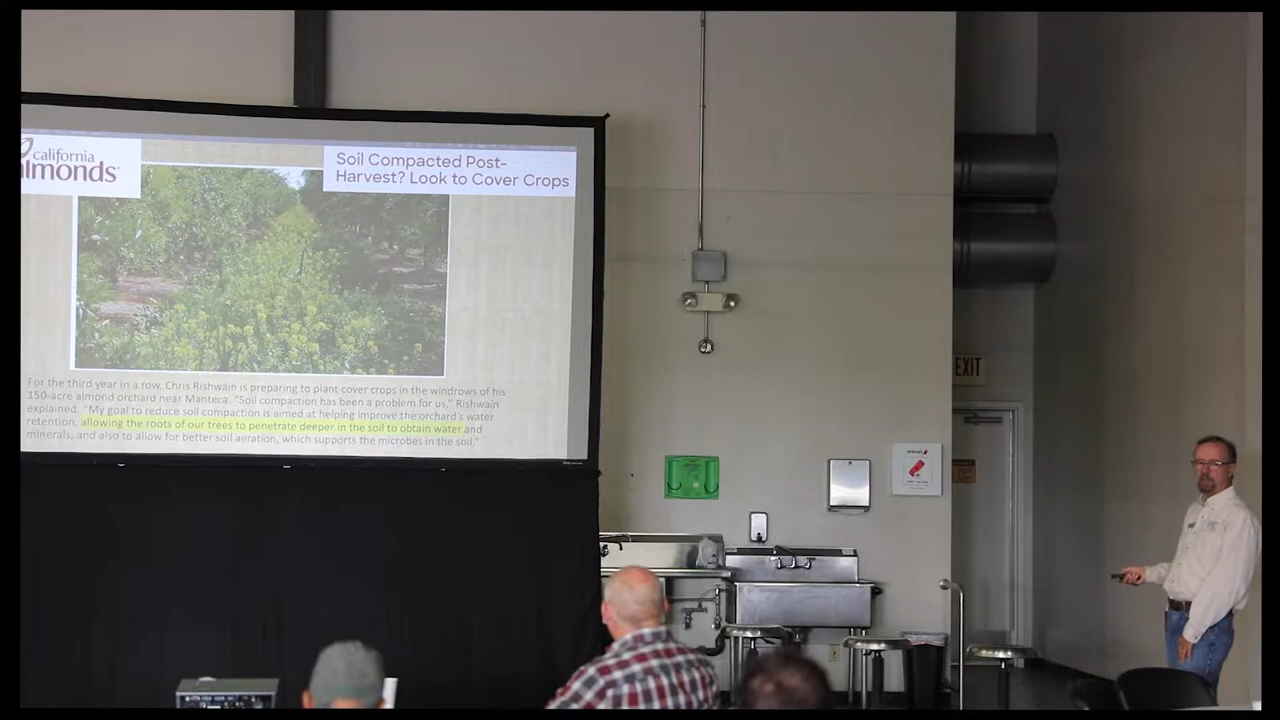 california
almonds
Soil Compacted Post-
Harvest? Look to Cover Crops
For the third year in a row, Chris Rishwain is preparing to plant cover crops in the windrows of his
150-acre almond orchard near Manteca. "Soil compaction has been a problem for us," Rishwain
explained. "My goal to reduce soil compaction is aimed at helping improve the orchard's water
retention, allowing the roots of our trees to penetrate deeper in the soil to obtain water and
minerals, and also to allow for better soil aeration, which supports the microbes in the soil."
EXIT